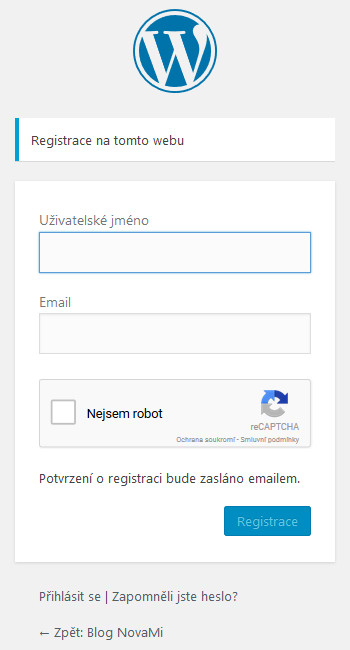 Registrace na tomto webu
Uživatelské jméno
Email
Nejsem robot
reCAPTCHA
Ochrana soukromí - Smluvní podmínky
Potvrzení o registraci bude zasláno emailem.
Registrace
Přihlásit se | Zapomněli jste heslo?
← Zpět: Blog NovaMi